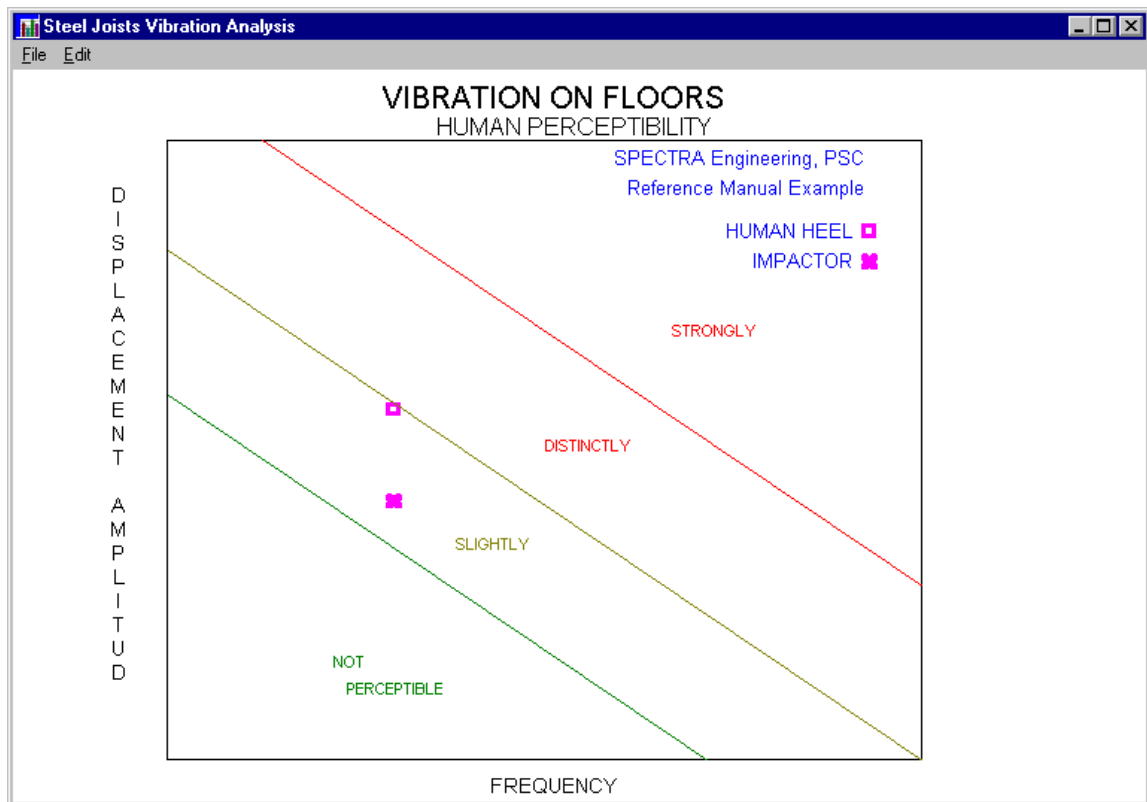 Steel Joists Vibration Analysis
File Edit
VIBRATION ON FLOORS
HUMAN PERCEPTIBILITY
SPECTRA Engineering, PSC
Reference Manual Example
HUMAN HEEL
IMPACTOR
DISPLACEMENT AMPLITUD
STRONGLY
DISTINCTLY
SLIGHTLY
NOT
PERCEPTIBLE
FREQUENCY